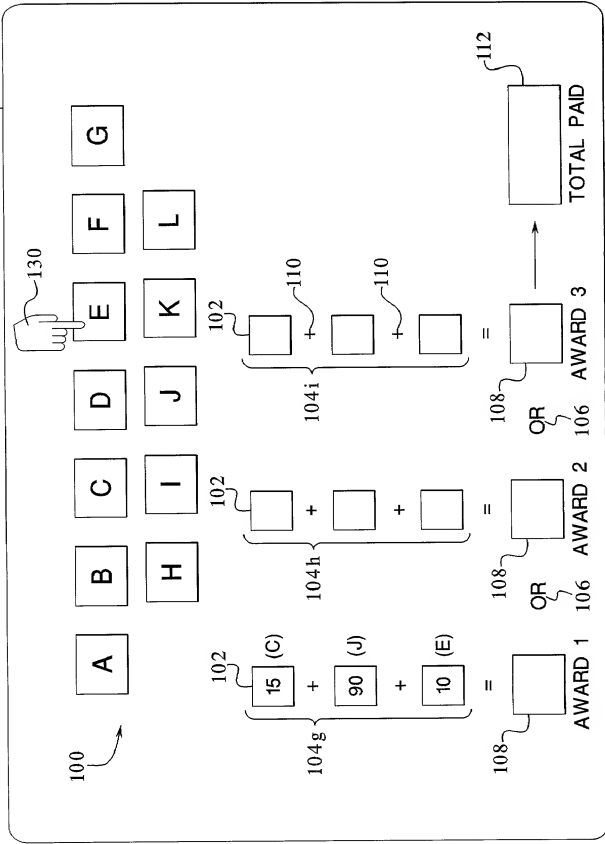 100
130
A B C D E F G
H I J K L
102 102 102
104g 15 (C) 104h 104i
+ + + 110
90 (J)
+ + + 110
10 (E)
= = =
108 108 108 112
OR OR
106 106
AWARD 1 AWARD 2 AWARD 3 TOTAL PAID